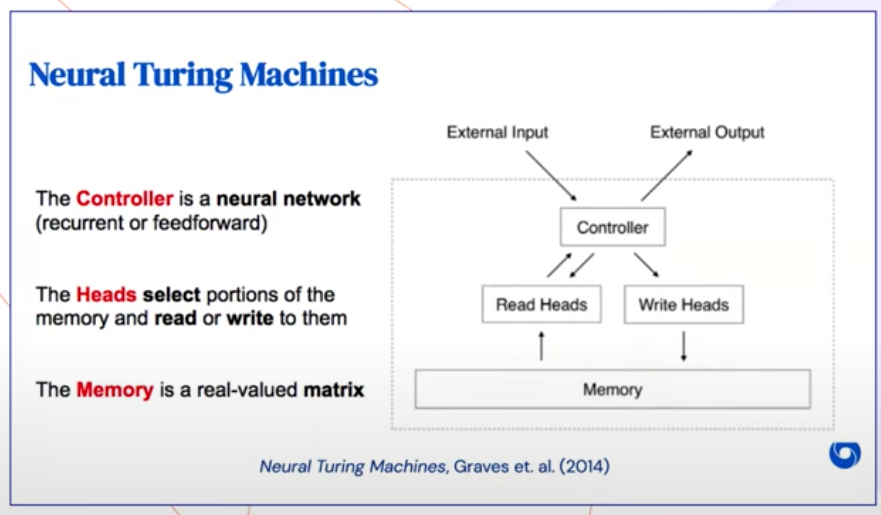 Neural Turing Machines
The Controller is a neural network
(recurrent or feedforward)
The Heads select portions of the
memory and read or write to them
The Memory is a real-valued matrix
External Input
External Output
Controller
Read Heads
Write Heads
Memory
Neural Turing Machines, Graves et. al. (2014)